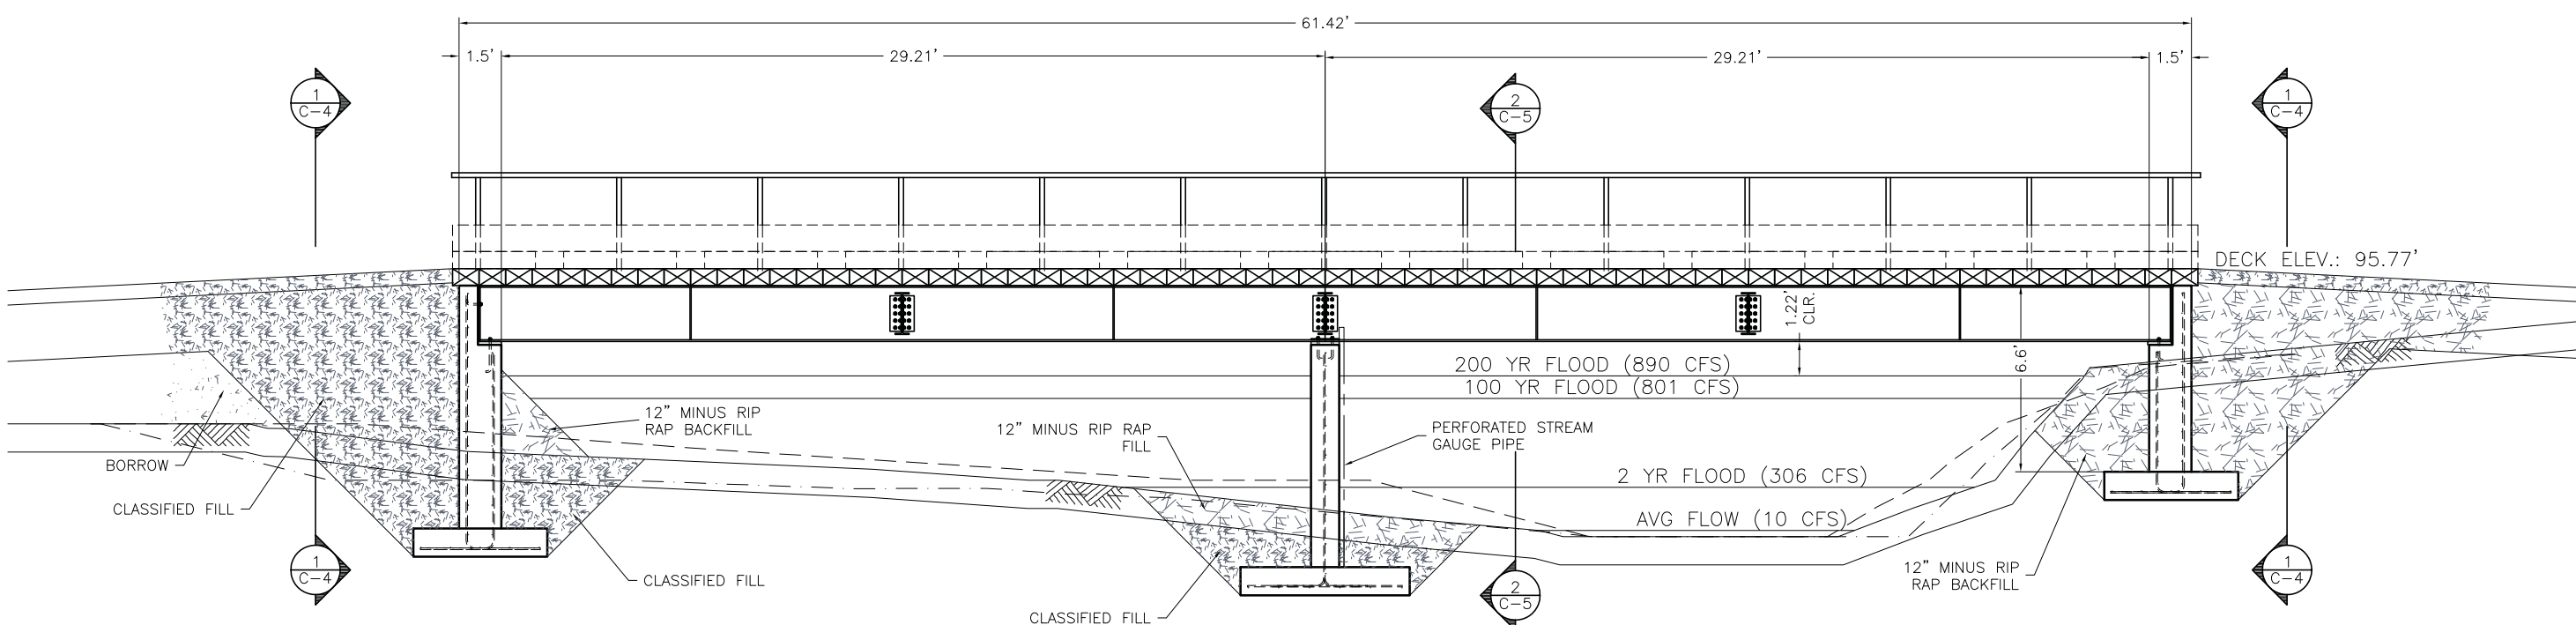 61.42'
1.5'
29.21'
29.21'
1.5'
1
C-4
2
C-5
1
C-4
DECK ELEV.: 95.77'
1.22'
CLR.
6.6'
200 YR FLOOD (890 CFS)
100 YR FLOOD (801 CFS)
12" MINUS RIP
RAP BACKFILL
12" MINUS RIP RAP
FILL
PERFORATED STREAM
GAUGE PIPE
BORROW
2 YR FLOOD (306 CFS)
CLASSIFIED FILL
AVG FLOW (10 CFS)
1
C-4
CLASSIFIED FILL
CLASSIFIED FILL
2
C-5
12" MINUS RIP
RAP BACKFILL
1
C-4